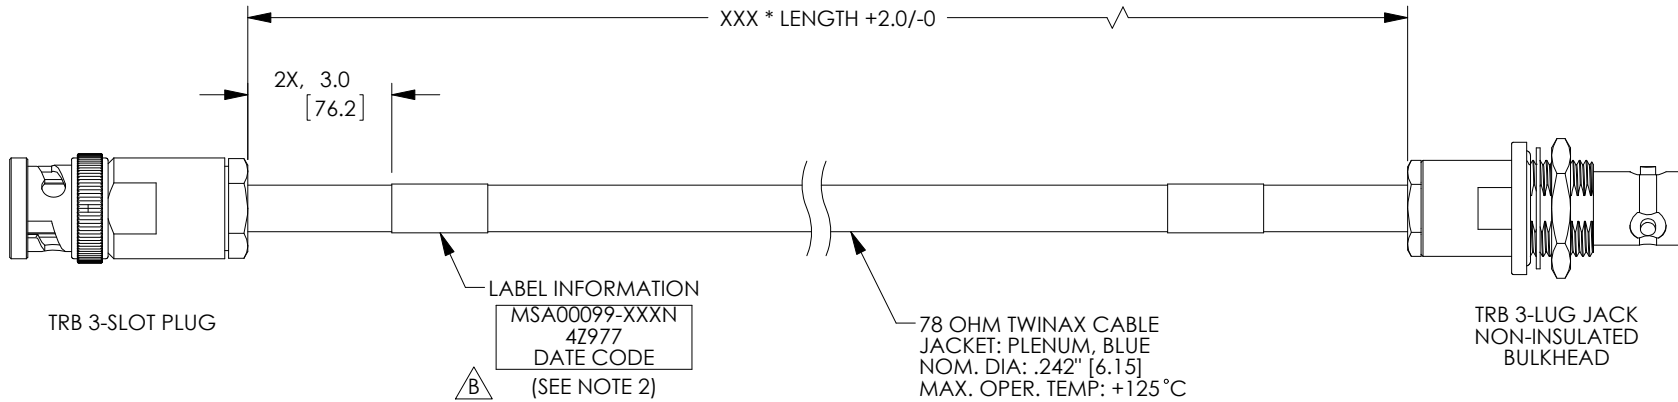 XXX * LENGTH +2.0/-0
2X, 3.0
[76.2]
LABEL INFORMATION
MSA00099-XXXN
4Z977
DATE CODE
B
(SEE NOTE 2)
TRB 3-SLOT PLUG
78 OHM TWINAX CABLE
JACKET: PLENUM, BLUE
NOM. DIA: .242" [6.15]
MAX. OPER. TEMP: +125°C
TRB 3-LUG JACK
NON-INSULATED
BULKHEAD